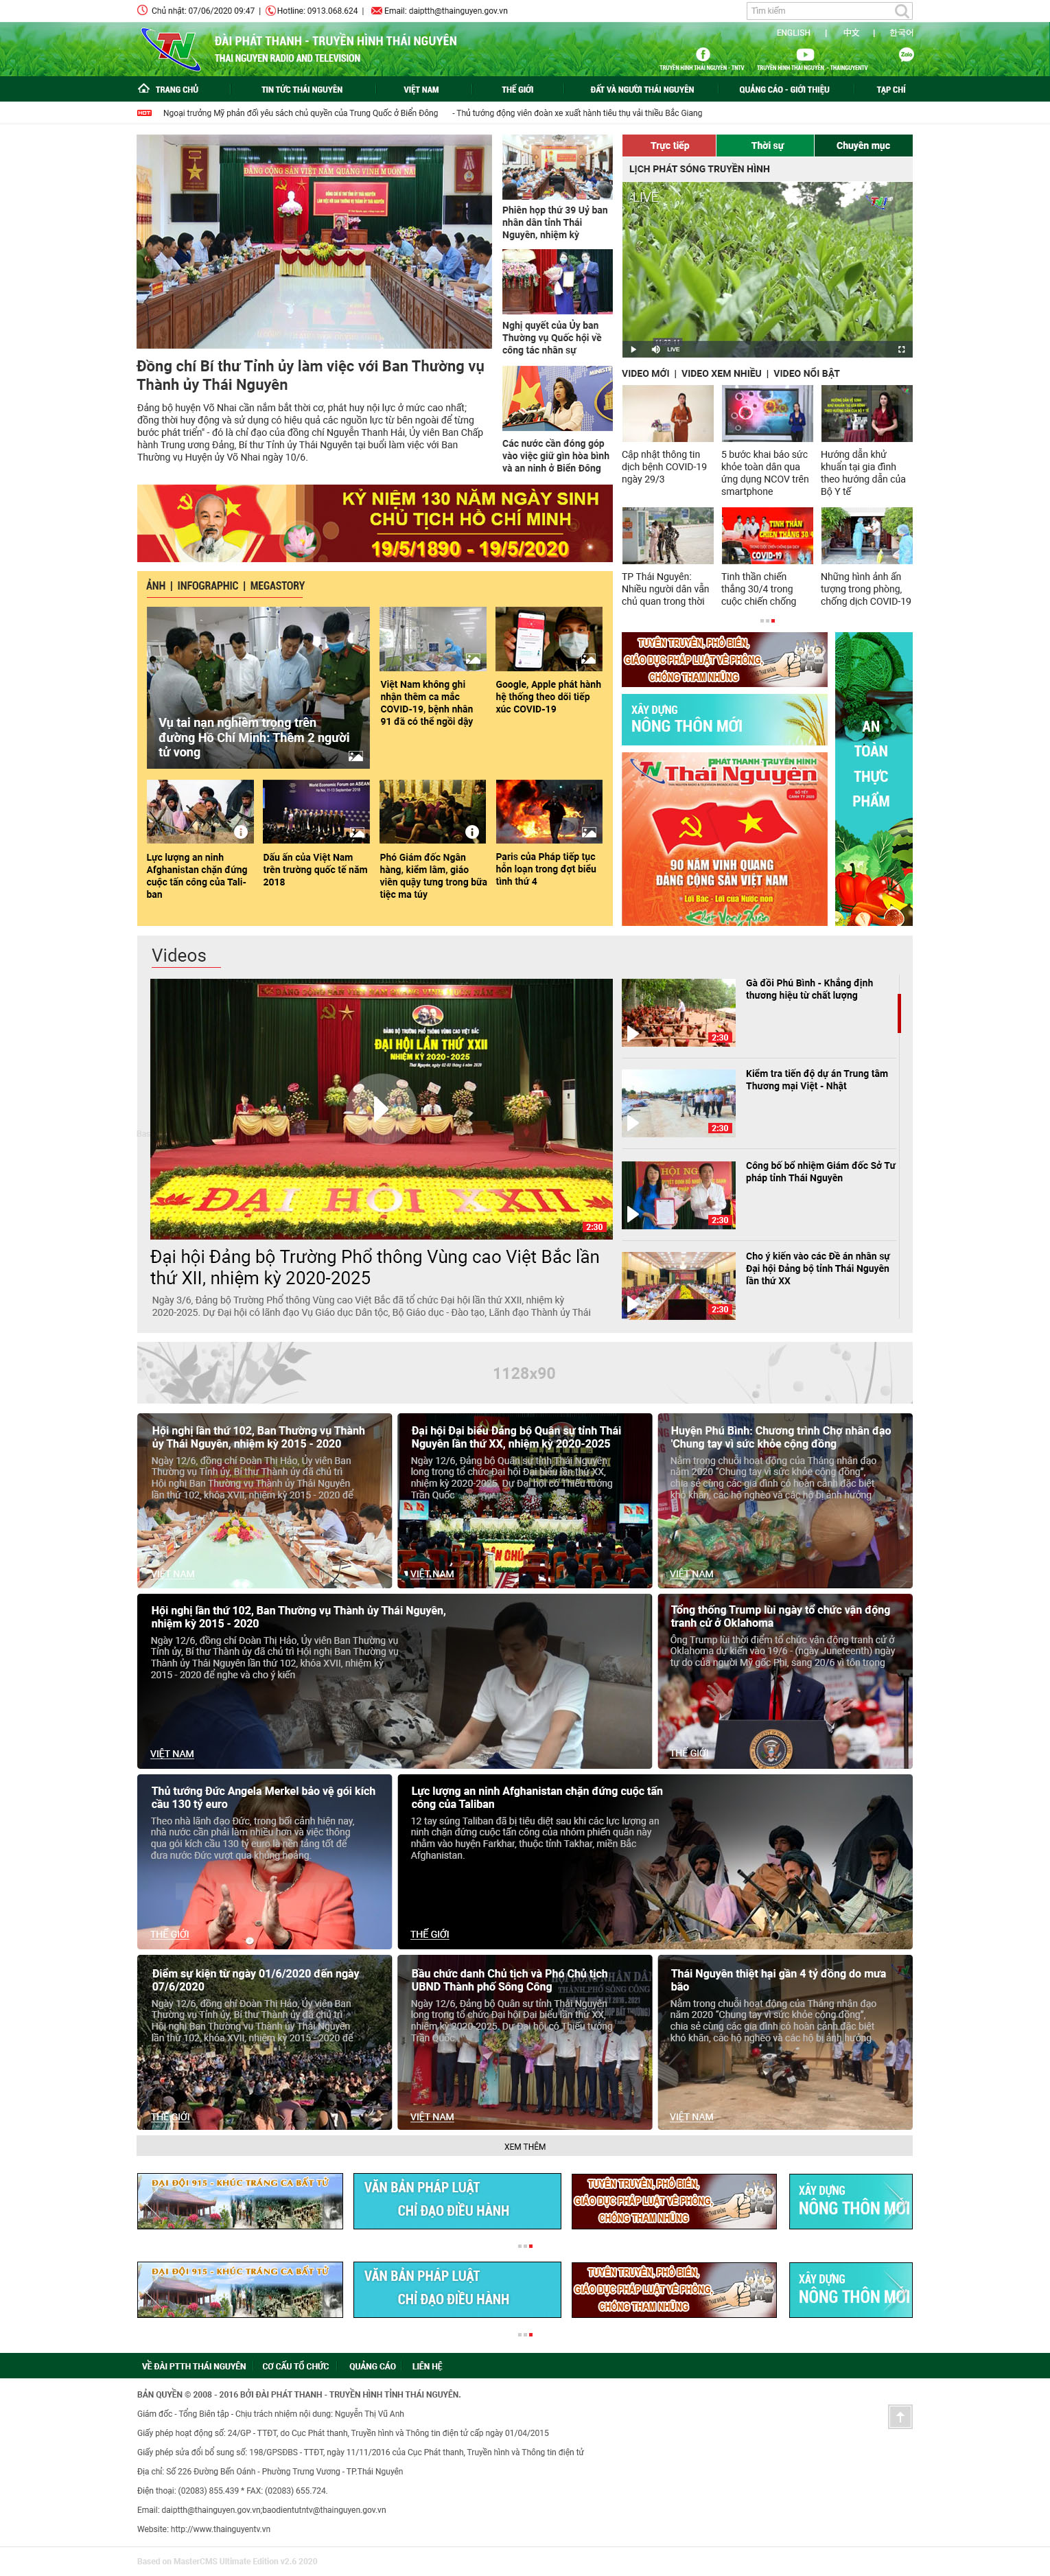 Chủ nhật: 07/06/2020 09:47 | Hotline: 0913.068.624 | Email: daiptth@thainguyen.gov.vn
Tìm kiếm
ENGLISH | 中文 | 한국어
ĐÀI PHÁT THANH - TRUYỀN HÌNH THÁI NGUYÊN
THAI NGUYEN RADIO AND TELEVISION
Zalo
TRUYỀN HÌNH THÁI NGUYÊN - TNTV
TRUYỀN HÌNH THÁI NGUYÊN - THAINGUYENTV
TRANG CHỦ TIN TỨC THÁI NGUYÊN VIỆT NAM THẾ GIỚI ĐẤT VÀ NGƯỜI THÁI NGUYÊN QUẢNG CÁO - GIỚI THIỆU TẠP CHÍ
HOT Ngoại trưởng Mỹ phản đối yêu sách chủ quyền của Trung Quốc ở Biển Đông - Thủ tướng động viên đoàn xe xuất hành tiêu thụ vải thiều Bắc Giang
Đồng chí Bí thư Tỉnh ủy làm việc với Ban Thường vụ
Thành ủy Thái Nguyên
Đảng bộ huyện Võ Nhai cần nắm bắt thời cơ, phát huy nội lực ở mức cao nhất;
đồng thời huy động và sử dụng có hiệu quả các nguồn lực từ bên ngoài để từng
bước phát triển" - đó là chỉ đạo của đồng chí Nguyễn Thanh Hải, Ủy viên Ban Chấp
hành Trung ương Đảng, Bí thư Tỉnh ủy Thái Nguyên tại buổi làm việc với Ban
Thường vụ Huyện ủy Võ Nhai ngày 10/6.
Phiên họp thứ 39 Uỷ ban
nhân dân tỉnh Thái
Nguyên, nhiệm kỳ
Nghị quyết của Ủy ban
Thường vụ Quốc hội về
công tác nhân sự
Các nước cần đóng góp
vào việc giữ gìn hòa bình
và an ninh ở Biển Đông
Trực tiếp Thời sự Chuyên mục
LỊCH PHÁT SÓNG TRUYỀN HÌNH
LIVE
LIVE
VIDEO MỚI | VIDEO XEM NHIỀU | VIDEO NỔI BẬT
Cập nhật thông tin
dịch bệnh COVID-19
ngày 29/3
5 bước khai báo sức
khỏe toàn dân qua
ứng dụng NCOV trên
smartphone
Hướng dẫn khử
khuẩn tại gia đình
theo hướng dẫn của
Bộ Y tế
TP Thái Nguyên:
Nhiều người dân vẫn
chủ quan trong thời
Tinh thần chiến
thắng 30/4 trong
cuộc chiến chống
Những hình ảnh ấn
tượng trong phòng,
chống dịch COVID-19
KỶ NIỆM 130 NĂM NGÀY SINH
CHỦ TỊCH HỒ CHÍ MINH
19/5/1890 - 19/5/2020
ẢNH | INFOGRAPHIC | MEGASTORY
Vụ tai nạn nghiêm trọng trên
đường Hồ Chí Minh: Thêm 2 người
tử vong
Việt Nam không ghi
nhận thêm ca mắc
COVID-19, bệnh nhân
91 đã có thể ngồi dậy
Google, Apple phát hành
hệ thống theo dõi tiếp
xúc COVID-19
Lực lượng an ninh
Afghanistan chặn đứng
cuộc tấn công của Tali-
ban
Dấu ấn của Việt Nam
trên trường quốc tế năm
2018
Phó Giám đốc Ngân
hàng, kiểm lâm, giáo
viên quậy tưng trong bữa
tiệc ma túy
Paris của Pháp tiếp tục
hỗn loạn trong đợt biểu
tình thứ 4
TUYÊN TRUYỀN, PHỔ BIẾN,
GIÁO DỤC PHÁP LUẬT VỀ PHÒNG,
CHỐNG THAM NHŨNG
XÂY DỰNG
NÔNG THÔN MỚI
PHÁT THANH-TRUYỀN HÌNH
Thái Nguyên
90 NĂM VINH QUANG
ĐẢNG CỘNG SẢN VIỆT NAM
AN
TOÀN
THỰC
PHẨM
Videos
ĐẠI HỘI LẦN THỨ XXII
NHIỆM KỲ 2020-2025
ĐẠI HỘI XXII
2:30
Đại hội Đảng bộ Trường Phổ thông Vùng cao Việt Bắc lần
thứ XII, nhiệm kỳ 2020-2025
Ngày 3/6, Đảng bộ Trường Phổ thông Vùng cao Việt Bắc đã tổ chức Đại hội lần thứ XXII, nhiệm kỳ
2020-2025. Dự Đại hội có lãnh đạo Vụ Giáo dục Dân tộc, Bộ Giáo dục - Đào tạo, Lãnh đạo Thành ủy Thái
Gà đồi Phú Bình - Khẳng định
thương hiệu từ chất lượng
2:30
Kiểm tra tiến độ dự án Trung tâm
Thương mại Việt - Nhật
2:30
Công bố bổ nhiệm Giám đốc Sở Tư
pháp tỉnh Thái Nguyên
2:30
Cho ý kiến vào các Đề án nhân sự
Đại hội Đảng bộ tỉnh Thái Nguyên
lần thứ XX
2:30
1128x90
Hội nghị lần thứ 102, Ban Thường vụ Thành
ủy Thái Nguyên, nhiệm kỳ 2015 - 2020
Ngày 12/6, đồng chí Đoàn Thị Hảo, Ủy viên Ban
Thường vụ Tỉnh ủy, Bí thư Thành ủy đã chủ trì
Hội nghị Ban Thường vụ Thành ủy Thái Nguyên
lần thứ 102, khóa XVII, nhiệm kỳ 2015 - 2020 để
VIỆT NAM
Đại hội Đại biểu Đảng bộ Quân sự tỉnh Thái
Nguyên lần thứ XX, nhiệm kỳ 2020-2025
Ngày 12/6, Đảng bộ Quân sự tỉnh Thái Nguyên
long trọng tổ chức Đại hội Đại biểu lần thứ XX,
nhiệm kỳ 2020-2025. Dự Đại hội có Thiếu tướng
Trần Quốc
VIỆT NAM
Huyện Phú Bình: Chương trình Chợ nhân đạo
'Chung tay vì sức khỏe cộng đồng
Nằm trong chuỗi hoạt động của Tháng nhân đạo
năm 2020 “Chung tay vì sức khỏe cộng đồng”,
chia sẻ cùng các gia đình có hoàn cảnh đặc biệt
khó khăn, các hộ nghèo và các hộ bị ảnh hưởng
VIỆT NAM
Hội nghị lần thứ 102, Ban Thường vụ Thành ủy Thái Nguyên,
nhiệm kỳ 2015 - 2020
Ngày 12/6, đồng chí Đoàn Thị Hảo, Ủy viên Ban Thường vụ
Tỉnh ủy, Bí thư Thành ủy đã chủ trì Hội nghị Ban Thường vụ
Thành ủy Thái Nguyên lần thứ 102, khóa XVII, nhiệm kỳ
2015 - 2020 để nghe và cho ý kiến
VIỆT NAM
Tổng thống Trump lùi ngày tổ chức vận động
tranh cử ở Oklahoma
Ông Trump lùi thời điểm tổ chức vận động tranh cử ở
Oklahoma dự kiến vào 19/6 - (ngày Juneteenth) ngày
tự do của người Mỹ gốc Phi, sang 20/6 vì tôn trọng
THẾ GIỚI
Thủ tướng Đức Angela Merkel bảo vệ gói kích
cầu 130 tỷ euro
Theo nhà lãnh đạo Đức, trong bối cảnh hiện nay,
nhà nước cần phải làm nhiều hơn và việc thông
qua gói kích cầu 130 tỷ euro là nền tảng tốt để
đưa nước Đức vượt qua khủng hoảng.
THẾ GIỚI
Lực lượng an ninh Afghanistan chặn đứng cuộc tấn
công của Taliban
12 tay súng Taliban đã bị tiêu diệt sau khi các lực lượng an
ninh chặn đứng cuộc tấn công của nhóm phiến quân này
nhằm vào huyện Farkhar, thuộc tỉnh Takhar, miền Bắc
Afghanistan.
THẾ GIỚI
Điểm sự kiện từ ngày 01/6/2020 đến ngày
07/6/2020
Ngày 12/6, đồng chí Đoàn Thị Hảo, Ủy viên Ban
Thường vụ Tỉnh ủy, Bí thư Thành ủy đã chủ trì
Hội nghị Ban Thường vụ Thành ủy Thái Nguyên
lần thứ 102, khóa XVII, nhiệm kỳ 2015 - 2020 để
THẾ GIỚI
Bầu chức danh Chủ tịch và Phó Chủ tịch
UBND Thành phố Sông Công
Ngày 12/6, Đảng bộ Quân sự tỉnh Thái Nguyên
long trọng tổ chức Đại hội Đại biểu lần thứ XX,
nhiệm kỳ 2020-2025. Dự Đại hội có Thiếu tướng
Trần Quốc
VIỆT NAM
Thái Nguyên thiệt hại gần 4 tỷ đồng do mưa
bão
Nằm trong chuỗi hoạt động của Tháng nhân đạo
năm 2020 “Chung tay vì sức khỏe cộng đồng”,
chia sẻ cùng các gia đình có hoàn cảnh đặc biệt
khó khăn, các hộ nghèo và các hộ bị ảnh hưởng
VIỆT NAM
XEM THÊM
ĐẠI ĐỘI 915 - KHÚC TRÁNG CA BẤT TỬ
VĂN BẢN PHÁP LUẬT
CHỈ ĐẠO ĐIỀU HÀNH
TUYÊN TRUYỀN, PHỔ BIẾN,
GIÁO DỤC PHÁP LUẬT VỀ PHÒNG,
CHỐNG THAM NHŨNG
XÂY DỰNG
NÔNG THÔN MỚI
ĐẠI ĐỘI 915 - KHÚC TRÁNG CA BẤT TỬ
VĂN BẢN PHÁP LUẬT
CHỈ ĐẠO ĐIỀU HÀNH
TUYÊN TRUYỀN, PHỔ BIẾN,
GIÁO DỤC PHÁP LUẬT VỀ PHÒNG,
CHỐNG THAM NHŨNG
XÂY DỰNG
NÔNG THÔN MỚI
VỀ ĐÀI PTTH THÁI NGUYÊN CƠ CẤU TỔ CHỨC QUẢNG CÁO LIÊN HỆ
BẢN QUYỀN © 2008 - 2016 BỞI ĐÀI PHÁT THANH - TRUYỀN HÌNH TỈNH THÁI NGUYÊN.
Giám đốc - Tổng Biên tập - Chịu trách nhiệm nội dung: Nguyễn Thị Vũ Anh
Giấy phép hoạt động số: 24/GP - TTĐT, do Cục Phát thanh, Truyền hình và Thông tin điện tử cấp ngày 01/04/2015
Giấy phép sửa đổi bổ sung số: 198/GPSĐBS - TTĐT, ngày 11/11/2016 của Cục Phát thanh, Truyền hình và Thông tin điện tử
Địa chỉ: Số 226 Đường Bến Oánh - Phường Trưng Vương - TP.Thái Nguyên
Điện thoại: (02083) 855.439 * FAX: (02083) 655.724.
Email: daiptth@thainguyen.gov.vn;baodientutntv@thainguyen.gov.vn
Website: http://www.thainguyentv.vn
Based on MasterCMS Ultimate Edition v2.6 2020